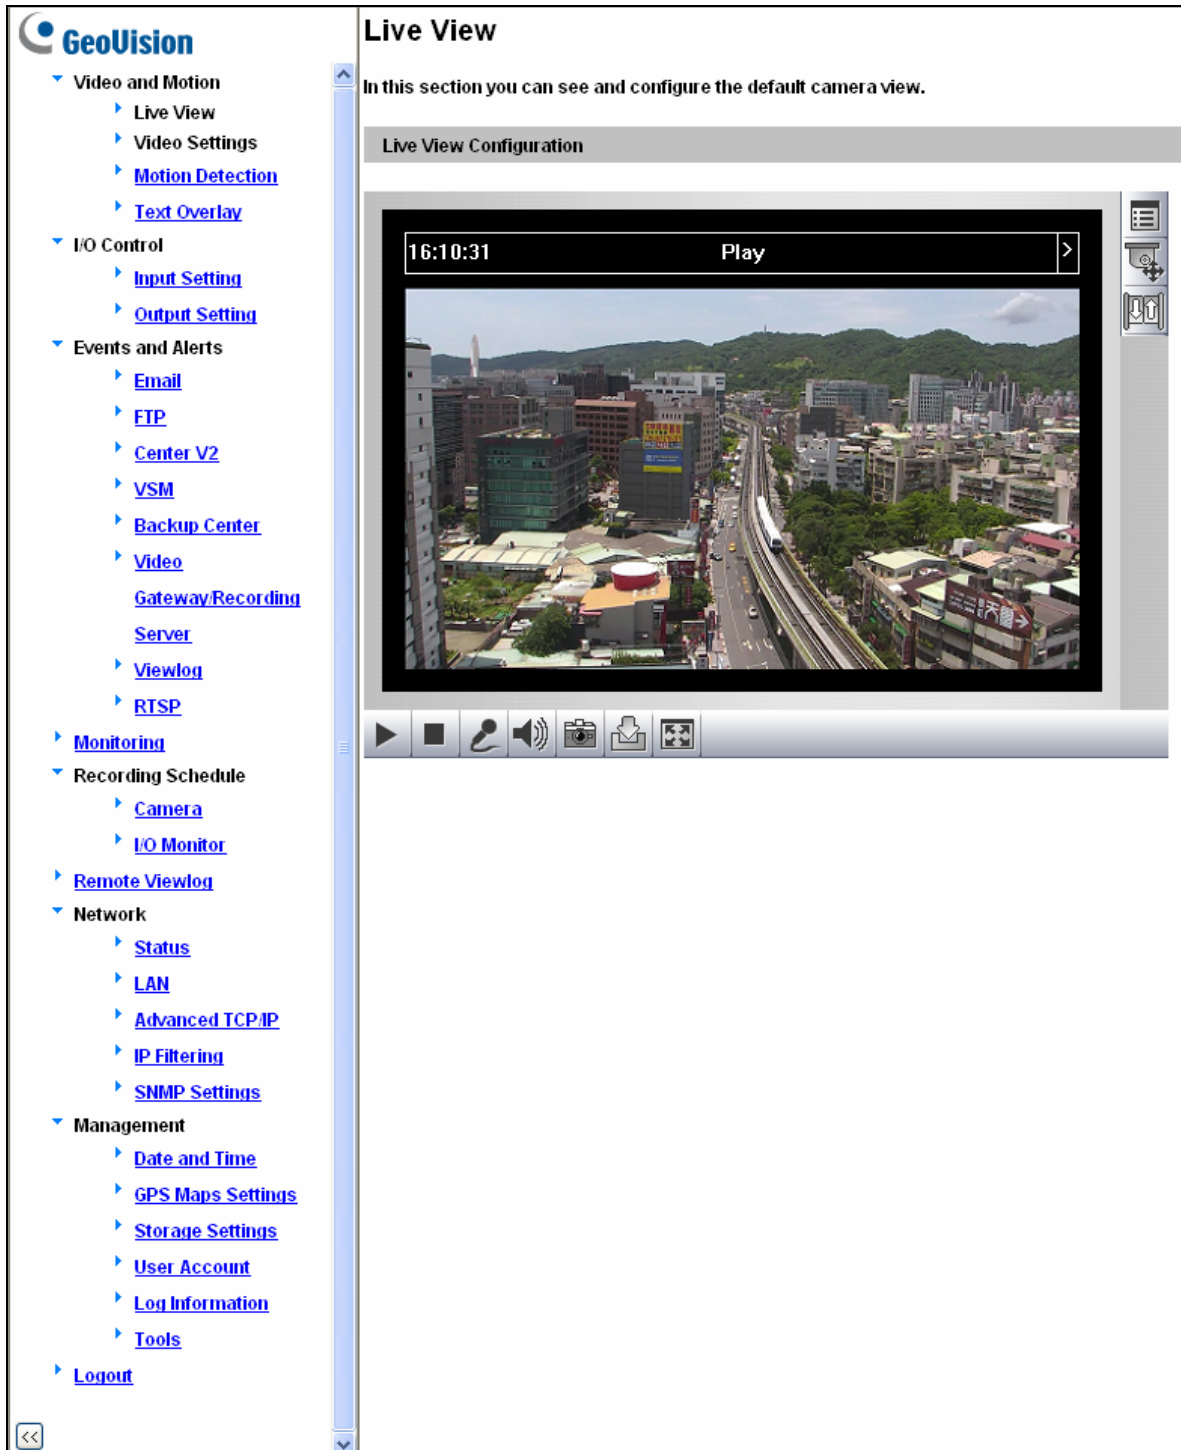 GeoVision
Video and Motion
Live View
Video Settings
Motion Detection
Text Overlay
I/O Control
Input Setting
Output Setting
Events and Alerts
Email
FTP
Center V2
VSM
Backup Center
Video
Gateway/Recording
Server
Viewlog
RTSP
Monitoring
Recording Schedule
Camera
I/O Monitor
Remote Viewlog
Network
Status
LAN
Advanced TCP/IP
IP Filtering
SNMP Settings
Management
Date and Time
GPS Maps Settings
Storage Settings
User Account
Log Information
Tools
Logout
<<
Live View
In this section you can see and configure the default camera view.
Live View Configuration
16:10:31 Play >